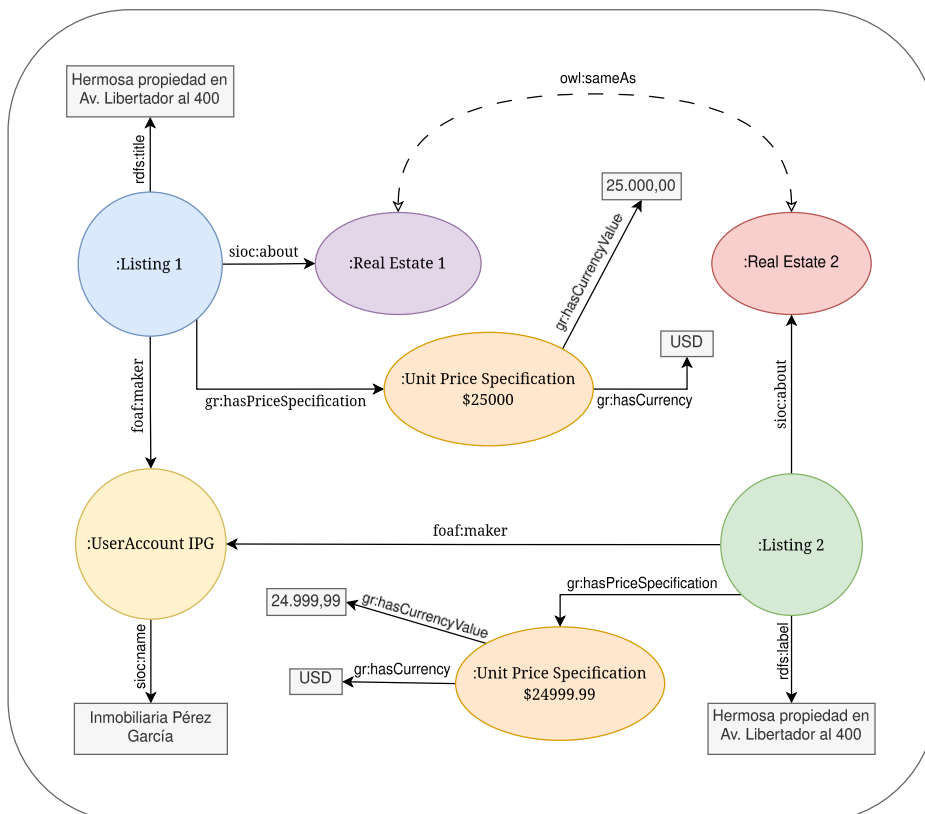 Hermosa propiedad en
Av. Libertador al 400
owl:sameAs
rdfs:title
25.000,00
gr:hasCurrencyValue
:Listing 1
sioc:about
:Real Estate 1
:Real Estate 2
USD
foaf:maker
gr:hasPriceSpecification
:Unit Price Specification
$25000
gr:hasCurrency
sioc:about
:UserAccount IPG
foaf:maker
:Listing 2
gr:hasPriceSpecification
24.999,99
gr:hasCurrencyValue
sioc:name
USD
gr:hasCurrency
:Unit Price Specification
$24999.99
rdfs:label
Inmobiliaria Pérez
García
Hermosa propiedad en
Av. Libertador al 400